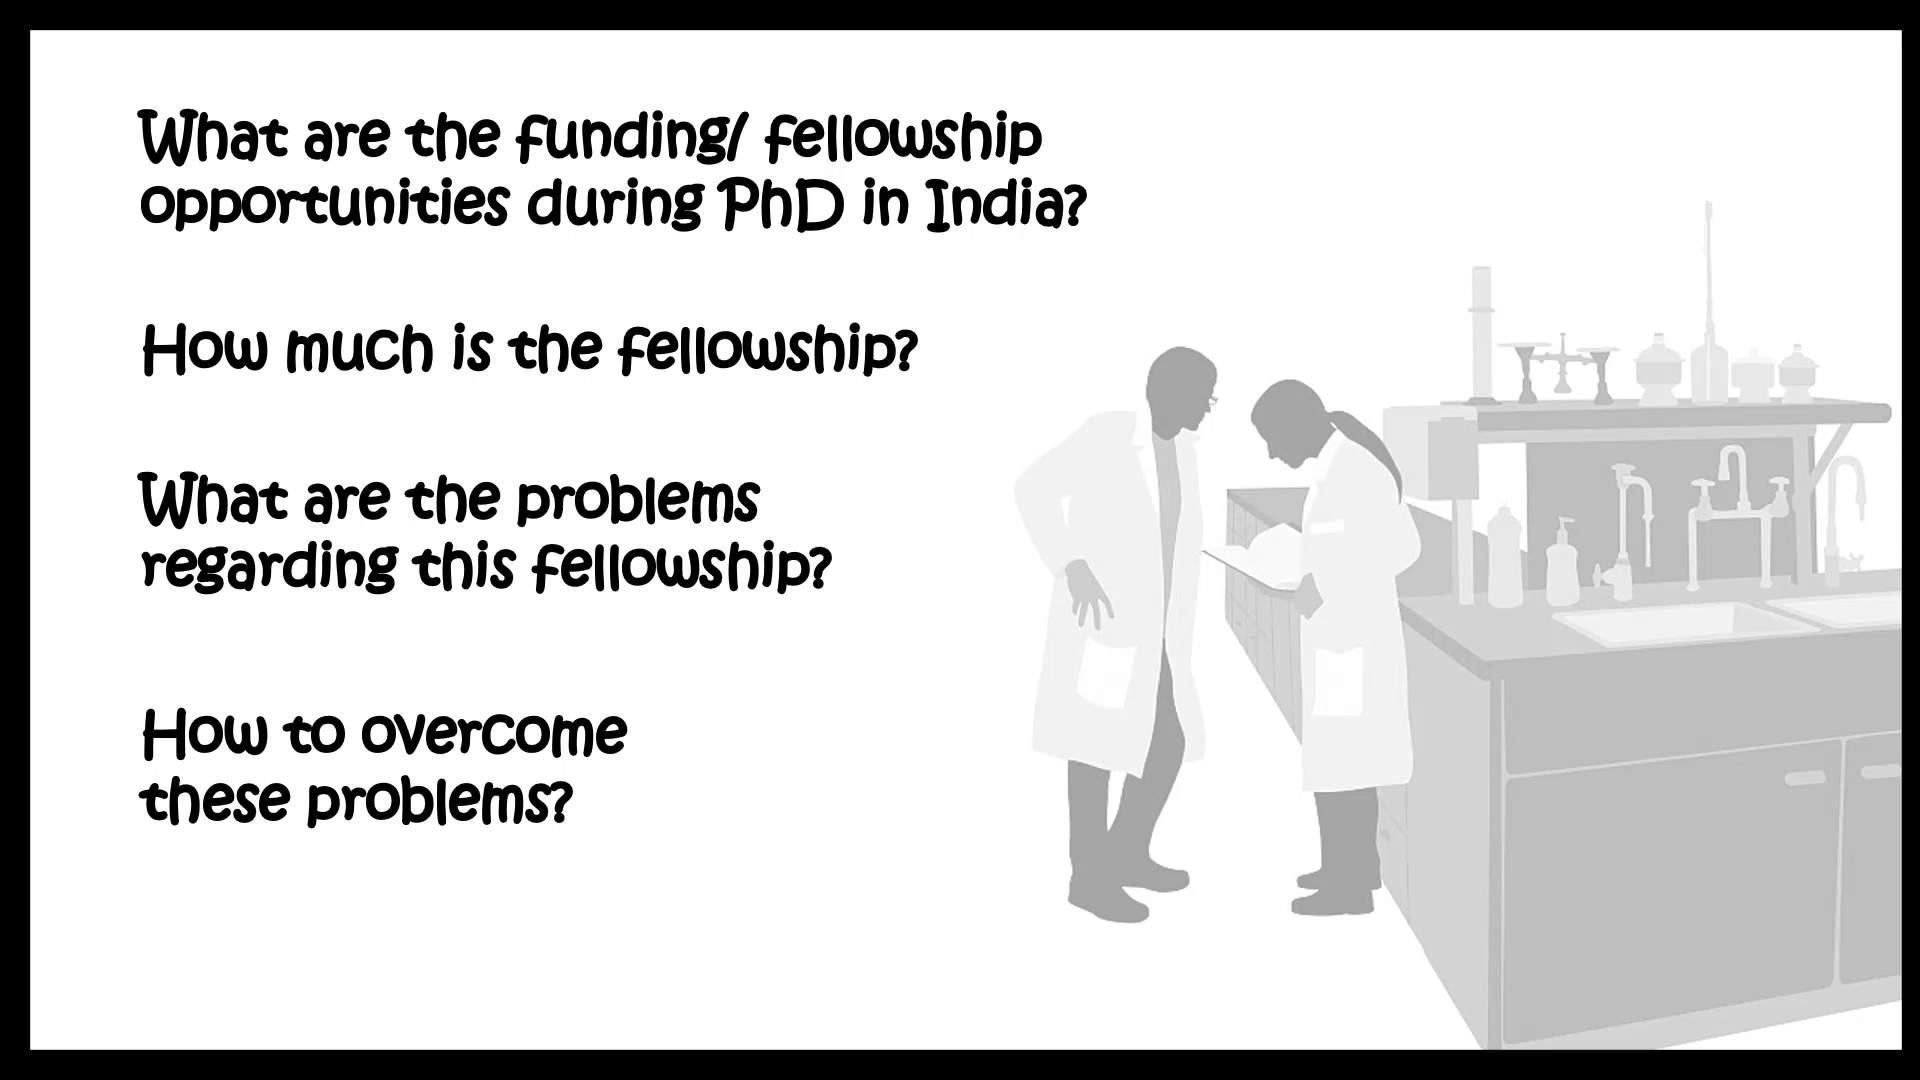 What are the funding/ fellowship
opportunities during PhD in India?
How much is the fellowship?
What are the problems
regarding this fellowship?
How to overcome
these problems?